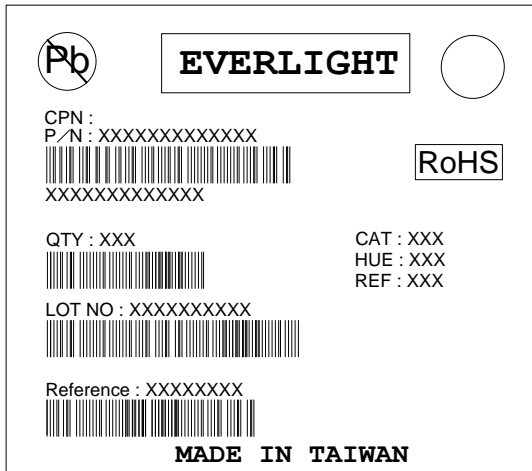 Pb
EVERLIGHT
CPN :
P/N : XXXXXXXXXXXXX
RoHS
XXXXXXXXXXXXX
QTY : XXX
CAT : XXX
HUE : XXX
REF : XXX
LOT NO : XXXXXXXXXX
Reference : XXXXXXXX
MADE IN TAIWAN